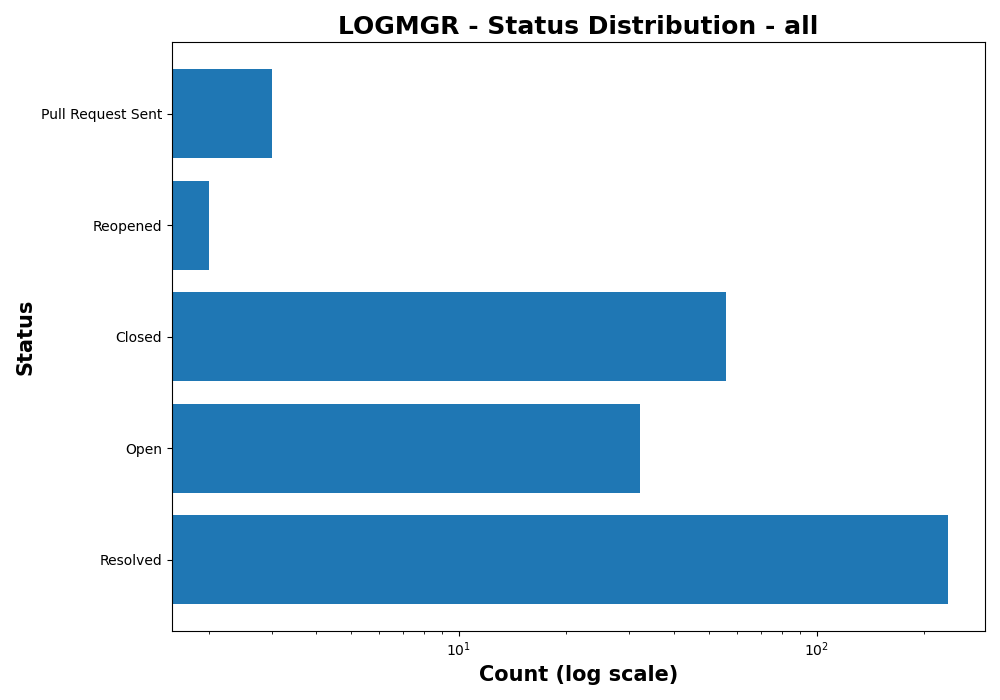 LOGMGR - Status Distribution - all
Pull Request Sent
Reopened
Closed
Open
Resolved
Status
10¹
10²
Count (log scale)